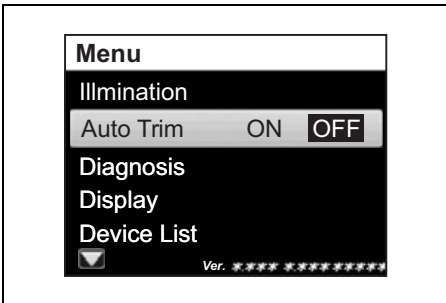 Menu
Illmination
Auto Trim ON OFF
Diagnosis
Display
Device List
Ver. **** *.*** *****